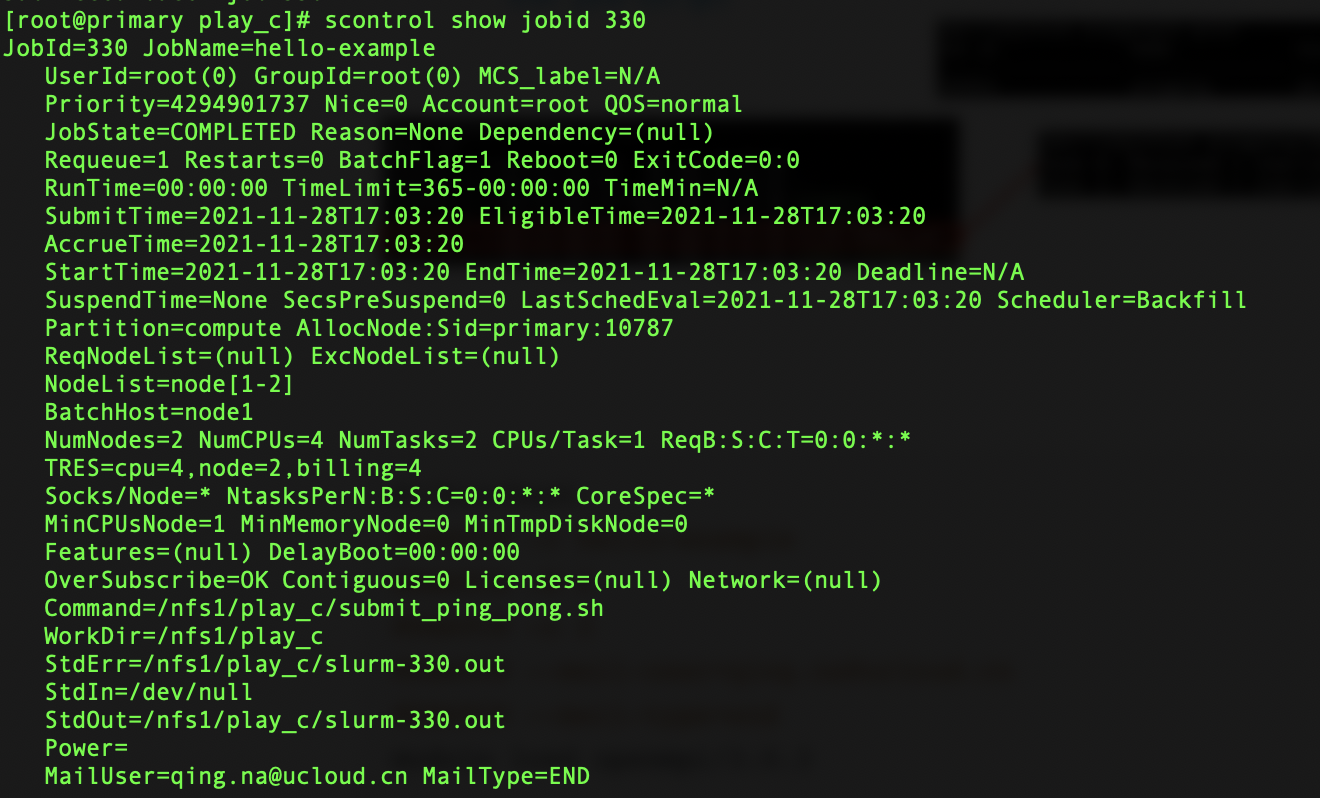 [root@primary play_c]# scontrol show jobid 330
JobId=330 JobName=hello-example
UserId=root(0) GroupId=root(0) MCS_label=N/A
Priority=4294901737 Nice=0 Account=root QOS=normal
JobState=COMPLETED Reason=None Dependency=(null)
Requeue=1 Restarts=0 BatchFlag=1 Reboot=0 ExitCode=0:0
RunTime=00:00:00 TimeLimit=365-00:00:00 TimeMin=N/A
SubmitTime=2021-11-28T17:03:20 EligibleTime=2021-11-28T17:03:20
AccrueTime=2021-11-28T17:03:20
StartTime=2021-11-28T17:03:20 EndTime=2021-11-28T17:03:20 Deadline=N/A
SuspendTime=None SecsPreSuspend=0 LastSchedEval=2021-11-28T17:03:20 Scheduler=Backfill
Partition=compute AllocNode:Sid=primary:10787
ReqNodeList=(null) ExcNodeList=(null)
NodeList=node[1-2]
BatchHost=node1
NumNodes=2 NumCPUs=4 NumTasks=2 CPUs/Task=1 ReqB:S:C:T=0:0:*:*
TRES=cpu=4,node=2,billing=4
Socks/Node=* NtasksPerN:B:S:C=0:0:*:* CoreSpec=*
MinCPUsNode=1 MinMemoryNode=0 MinTmpDiskNode=0
Features=(null) DelayBoot=00:00:00
OverSubscribe=OK Contiguous=0 Licenses=(null) Network=(null)
Command=/nfs1/play_c/submit_ping_pong.sh
WorkDir=/nfs1/play_c
StdErr=/nfs1/play_c/slurm-330.out
StdIn=/dev/null
StdOut=/nfs1/play_c/slurm-330.out
Power=
MailUser=qing.na@ucloud.cn MailType=END